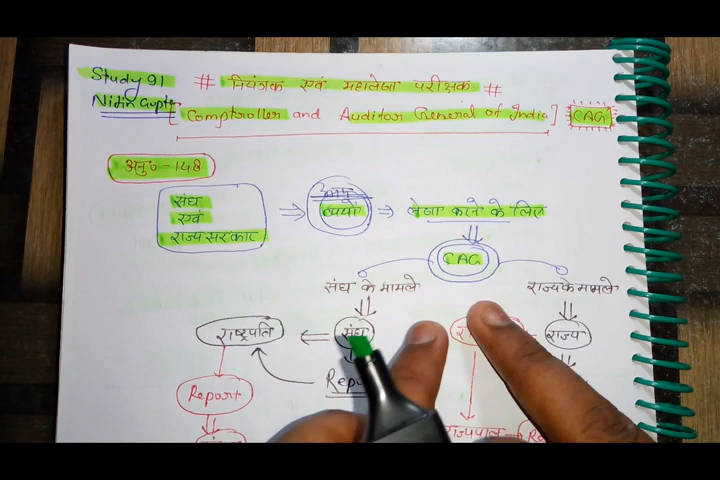 Study 91 # नियंत्रक एवं महालेखा परीक्षक #
Nitin Gupta [Comptroller and Auditor General of India] CAG
अनु०-148
संघ
एवं
राज्य सरकार
⇒ ⇒ लेखा करने के लिए
CAG
संघ के मामले
राज्य के मामले
राष्ट्रपति ⇐ संघ
राज्य
Report
राज्यपाल